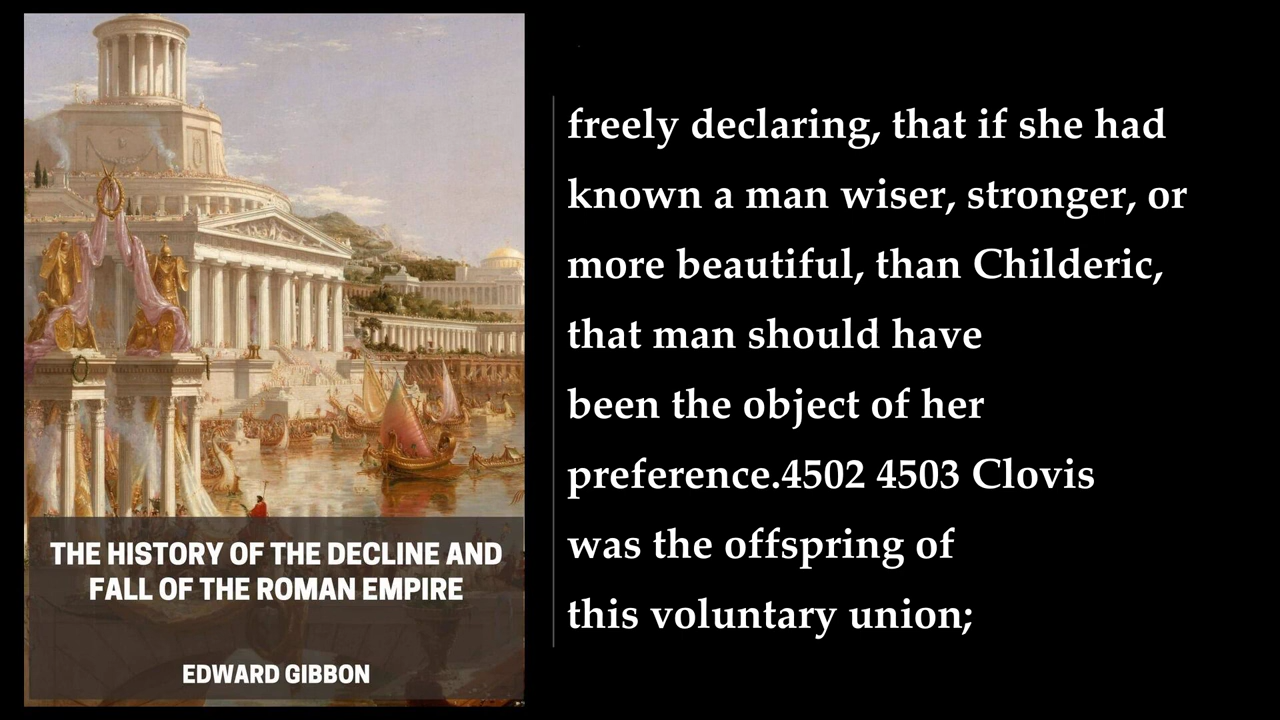 THE HISTORY OF THE DECLINE AND
FALL OF THE ROMAN EMPIRE
EDWARD GIBBON
freely declaring, that if she had
known a man wiser, stronger, or
more beautiful, than Childeric,
that man should have
been the object of her
preference.4502 4503 Clovis
was the offspring of
this voluntary union;